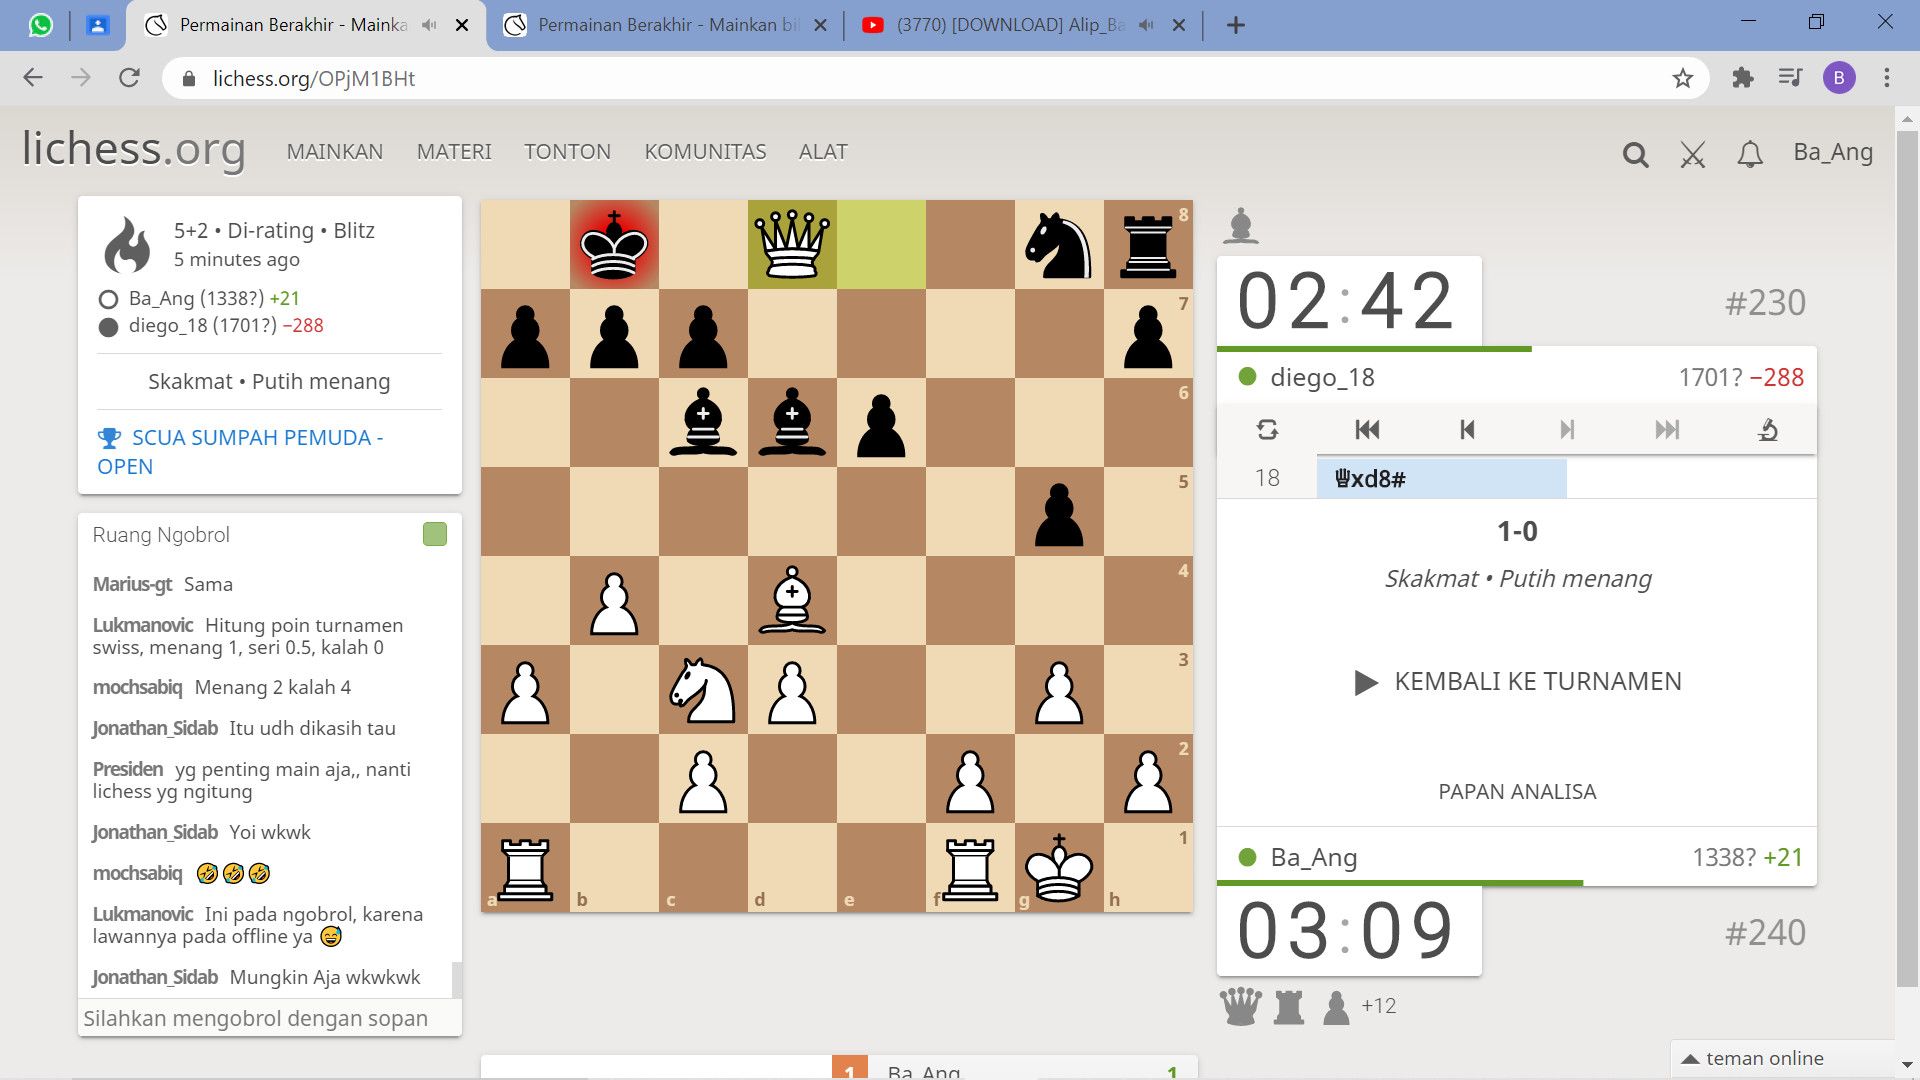 Permainan Berakhir - Mainka
Permainan Berakhir - Mainkan bi
(3770) [DOWNLOAD] Alip_Ba
lichess.org/OPjM1BHt
B
lichess.org
MAINKAN
MATERI
TONTON
KOMUNITAS
ALAT
Ba_Ang
5+2 • Di-rating • Blitz
5 minutes ago
Ba_Ang (1338?) +21
diego_18 (1701?) −288
Skakmat • Putih menang
SCUA SUMPAH PEMUDA -
OPEN
Ruang Ngobrol
Marius-gt Sama
Lukmanovic Hitung poin turnamen
swiss, menang 1, seri 0.5, kalah 0
mochsabiq Menang 2 kalah 4
Jonathan_Sidab Itu udh dikasih tau
Presiden yg penting main aja,, nanti
lichess yg ngitung
Jonathan_Sidab Yoi wkwk
mochsabiq 🤣🤣🤣
Lukmanovic Ini pada ngobrol, karena
lawannya pada offline ya 😅
Jonathan_Sidab Mungkin Aja wkwkwk
Silahkan mengobrol dengan sopan
8
7
6
5
4
3
2
1
a b c d e f g h
02:42
#230
diego_18 1701? −288
18 ♕xd8#
1-0
Skakmat • Putih menang
KEMBALI KE TURNAMEN
PAPAN ANALISA
Ba_Ang 1338? +21
03:09
#240
+12
1 Ba_Ang 1
teman online